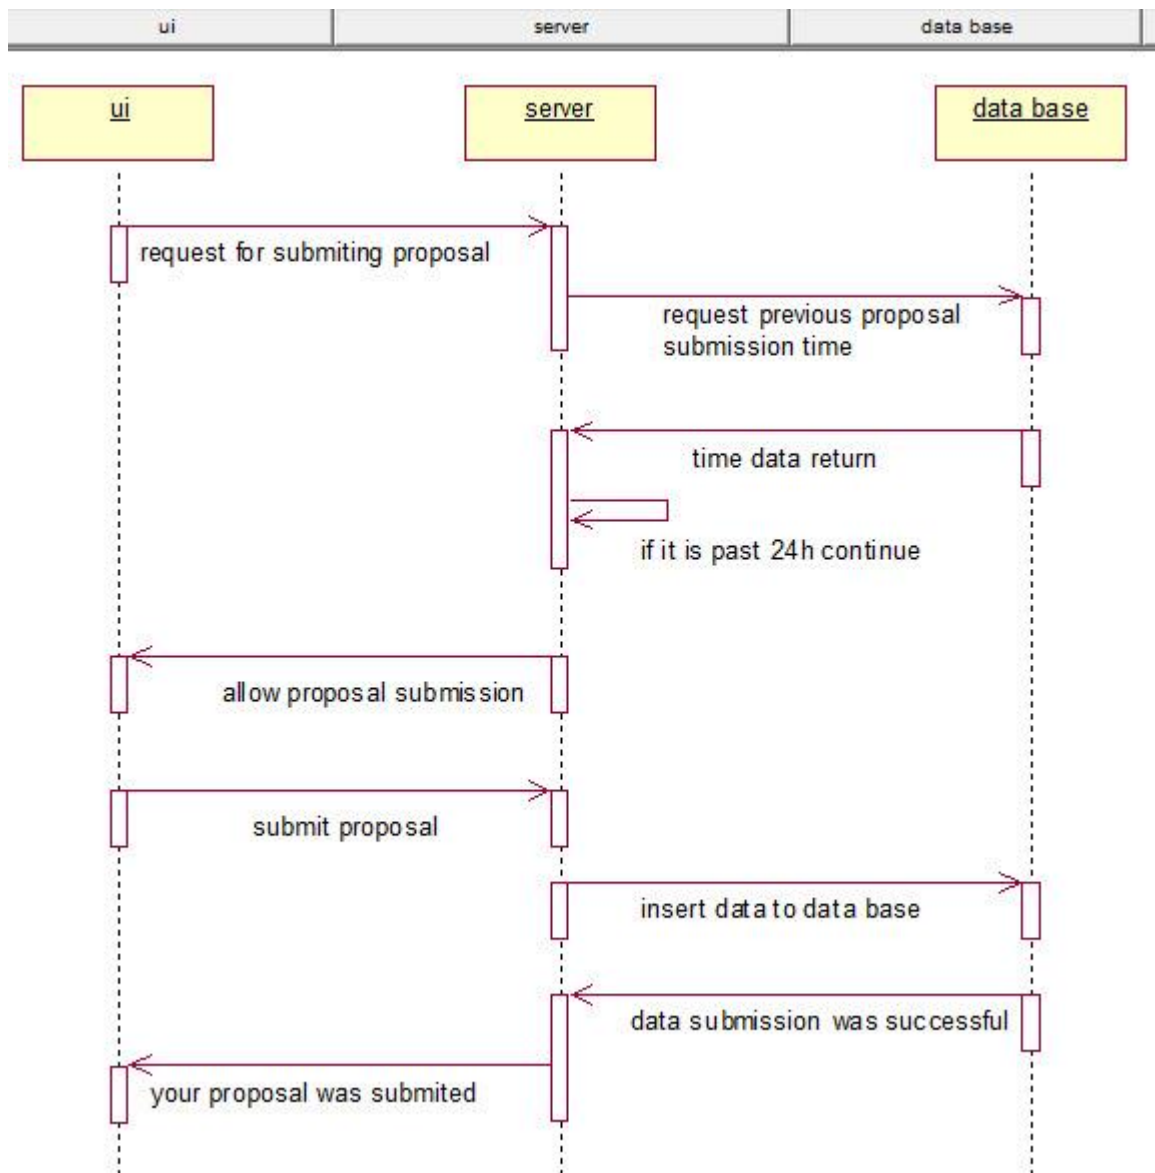 ui
server
data base
ui
server
data base
request for submiting proposal
request previous proposal
submission time
time data return
if it is past 24h continue
allow proposal submission
submit proposal
insert data to data base
data submission was successful
your proposal was submited